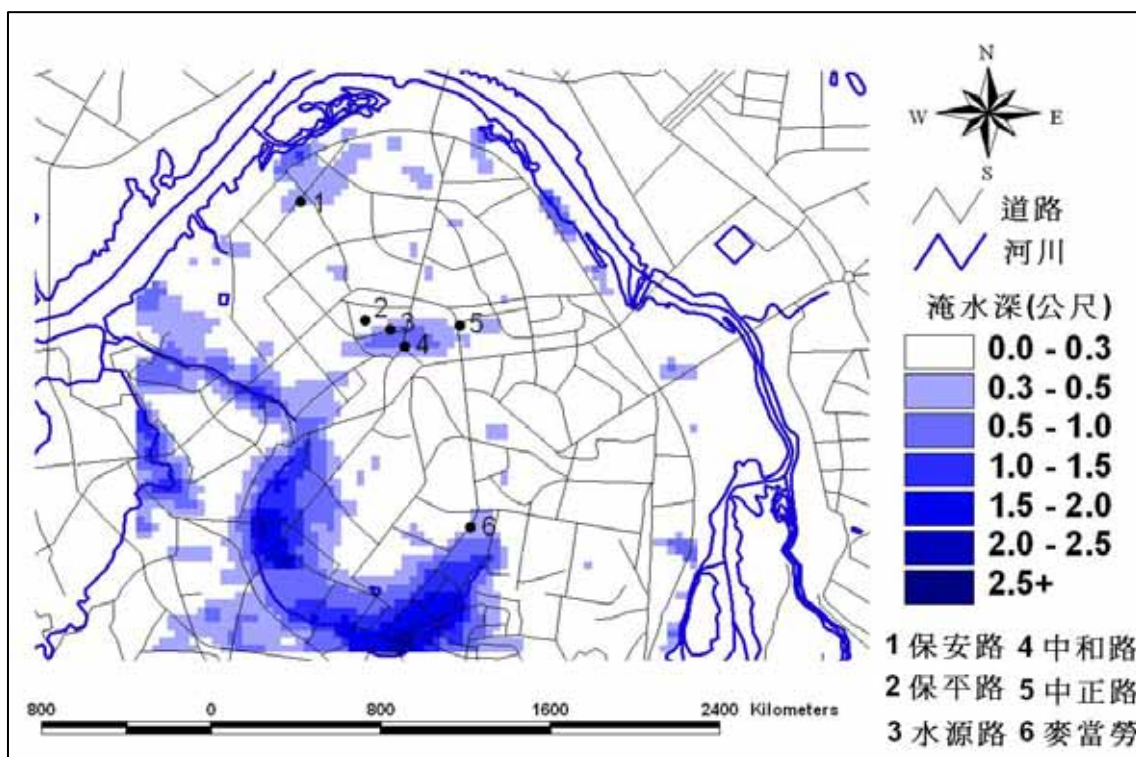 N
W E
S
道路
河川
淹水深(公尺)
0.0 - 0.3
0.3 - 0.5
0.5 - 1.0
1.0 - 1.5
1.5 - 2.0
2.0 - 2.5
2.5+
1
2
3
4
5
6
1 保安路 4 中和路
2 保平路 5 中正路
3 水源路 6 麥當勞
800 0 800 1600 2400 Kilometers